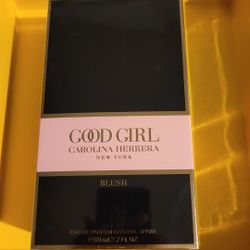 GOOD GIRL
CAROLINA HERRERA
NEW YORK
BLUSH
EAU DE PARFUM NATURAL SPRAY
80 ml 2.7 FL. OZ.